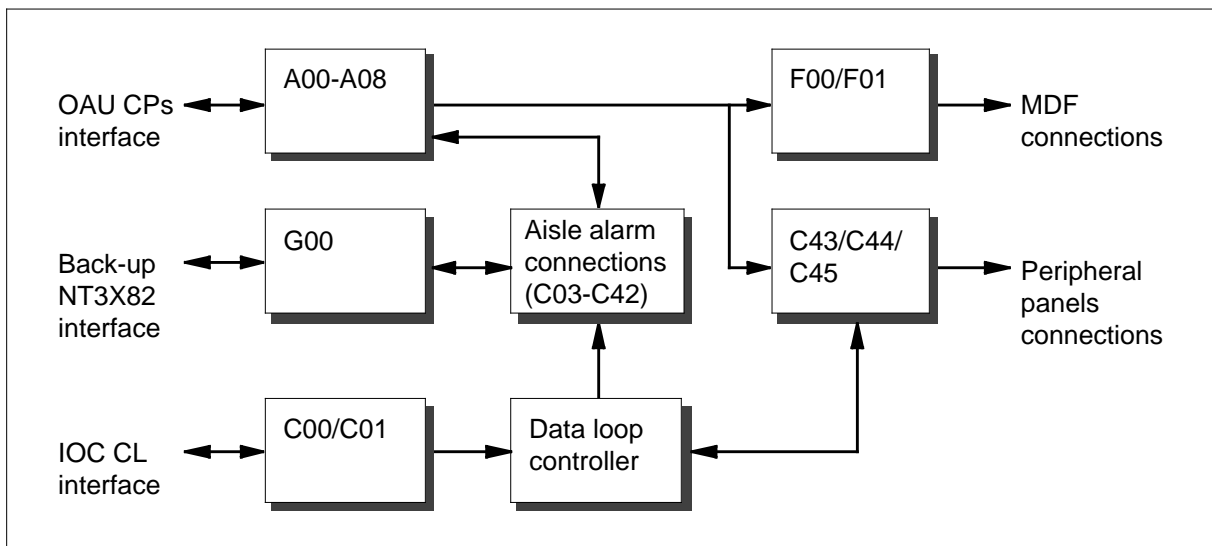 OAU CPs
interface
A00-A08
F00/F01
MDF
connections
Back-up
NT3X82
interface
G00
Aisle alarm
connections
(C03-C42)
C43/C44/
C45
Peripheral
panels
connections
IOC CL
interface
C00/C01
Data loop
controller